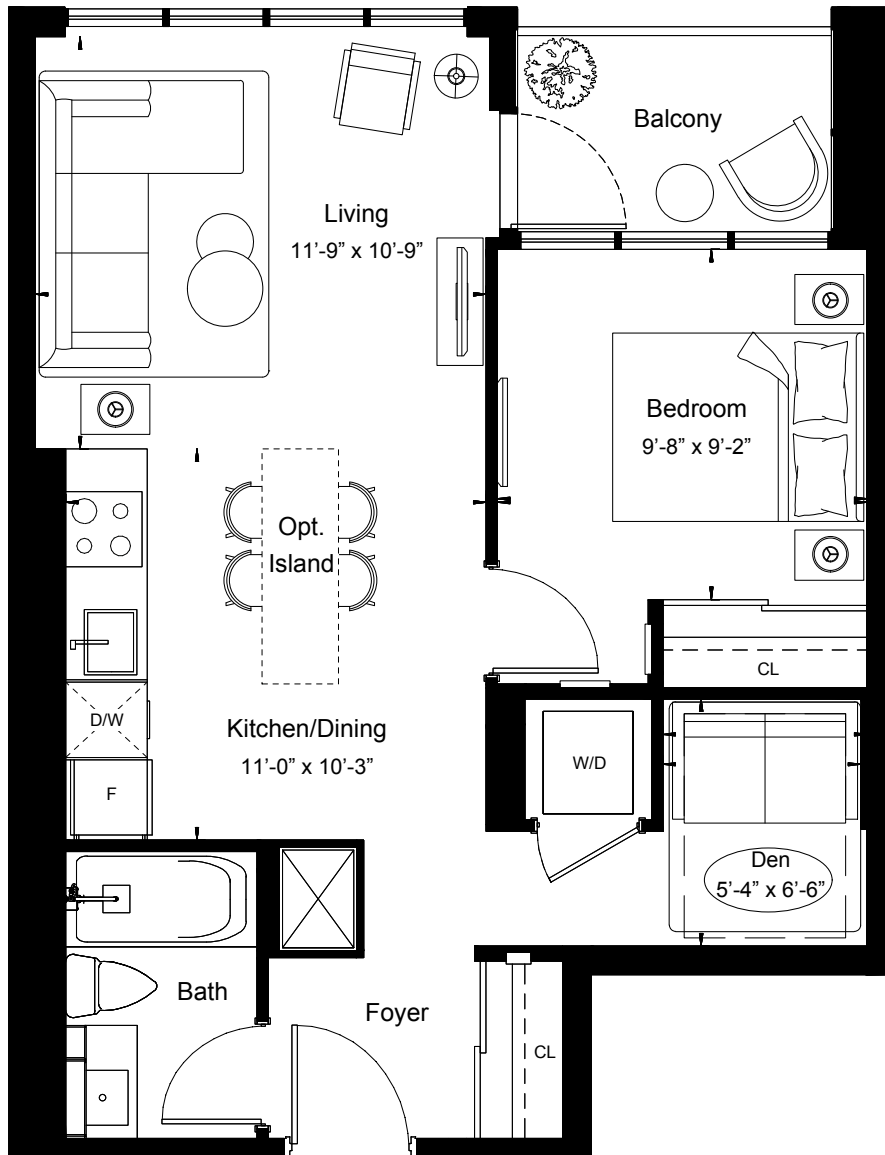 Balcony
Living
11’-9” x 10’-9”
Bedroom
9’-8” x 9’-2”
Opt.
Island
CL
D/W
Kitchen/Dining
11’-0” x 10’-3”
W/D
F
Den
5’-4” x 6’-6”
Bath
Foyer
CL